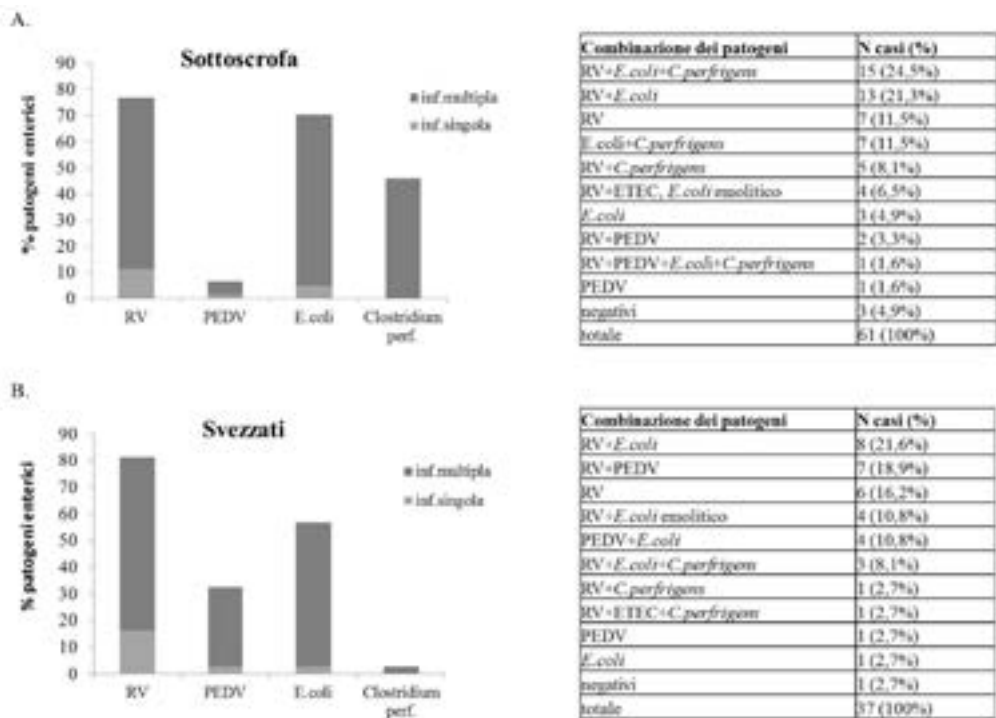 A.
Sottoscrofa
% patogeni enterici
90
80
70
60
50
40
30
20
10
0
RV
PEDV
E.coli
Clostridium perf.
inf.multipla
inf.singola
Combinazione dei patogeni N casi (%)
RV+E.coli+C.perfrigens 15 (24,5%)
RV+E.coli 13 (21,3%)
RV 7 (11,5%)
E.coli+C.perfrigens 7 (11,5%)
RV+C.perfrigens 5 (8,1%)
RV+ETEC, E.coli emolitico 4 (6,5%)
E.coli 3 (4,9%)
RV+PEDV 2 (3,3%)
RV+PEDV+E.coli+C.perfrigens 1 (1,6%)
PEDV 1 (1,6%)
negativi 3 (4,9%)
totale 61 (100%)
B.
Svezzati
% patogeni enterici
90
80
70
60
50
40
30
20
10
0
RV
PEDV
E.coli
Clostridium perf.
inf.multipla
inf.singola
Combinazione dei patogeni N casi (%)
RV+E.coli 8 (21,6%)
RV+PEDV 7 (18,9%)
RV 6 (16,2%)
RV+E.coli emolitico 4 (10,8%)
PEDV+E.coli 4 (10,8%)
RV+E.coli+C.perfrigens 3 (8,1%)
RV+C.perfrigens 1 (2,7%)
RV+ETEC+C.perfrigens 1 (2,7%)
PEDV 1 (2,7%)
E.coli 1 (2,7%)
negativi 1 (2,7%)
totale 37 (100%)